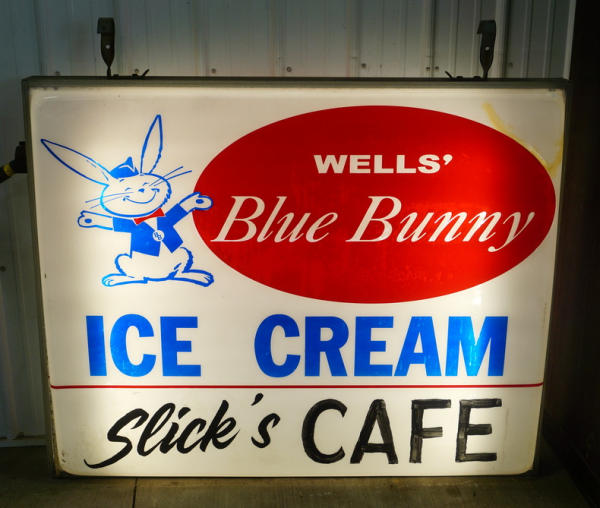 WELLS'
Blue Bunny
ICE CREAM
Slick's CAFE